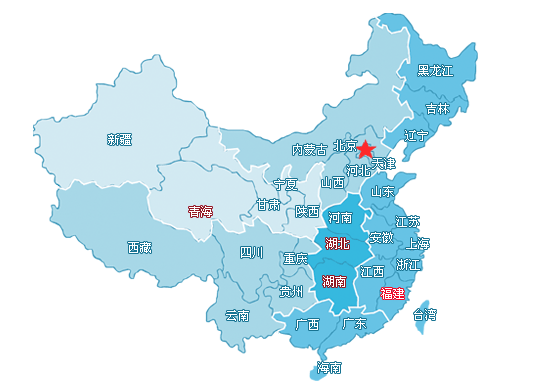 黑龙江
吉林
辽宁
内蒙古
北京
天津
河北
新疆
宁夏
山西
山东
青海
甘肃
陕西
河南
江苏
安徽
上海
西藏
四川
重庆
湖北
浙江
江西
湖南
贵州
福建
云南
广西
广东
台湾
海南